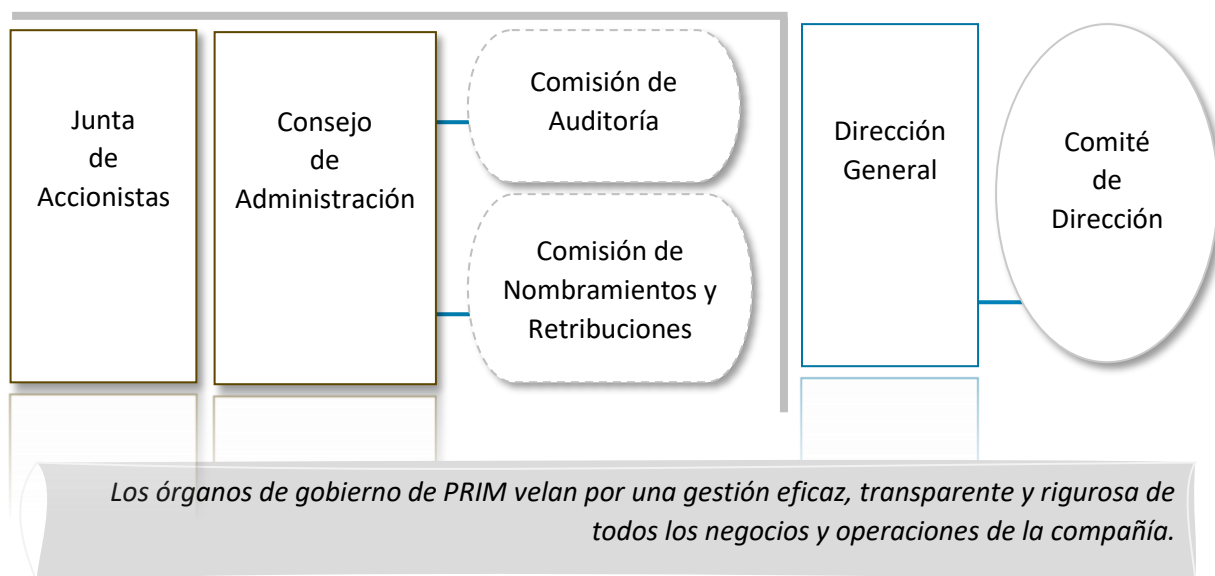 Junta
de
Accionistas
Consejo
de
Administración
Comisión de
Auditoría
Comisión de
Nombramientos y
Retribuciones
Dirección
General
Comité
de
Dirección
Los órganos de gobierno de PRIM velan por una gestión eficaz, transparente y rigurosa de
todos los negocios y operaciones de la compañía.